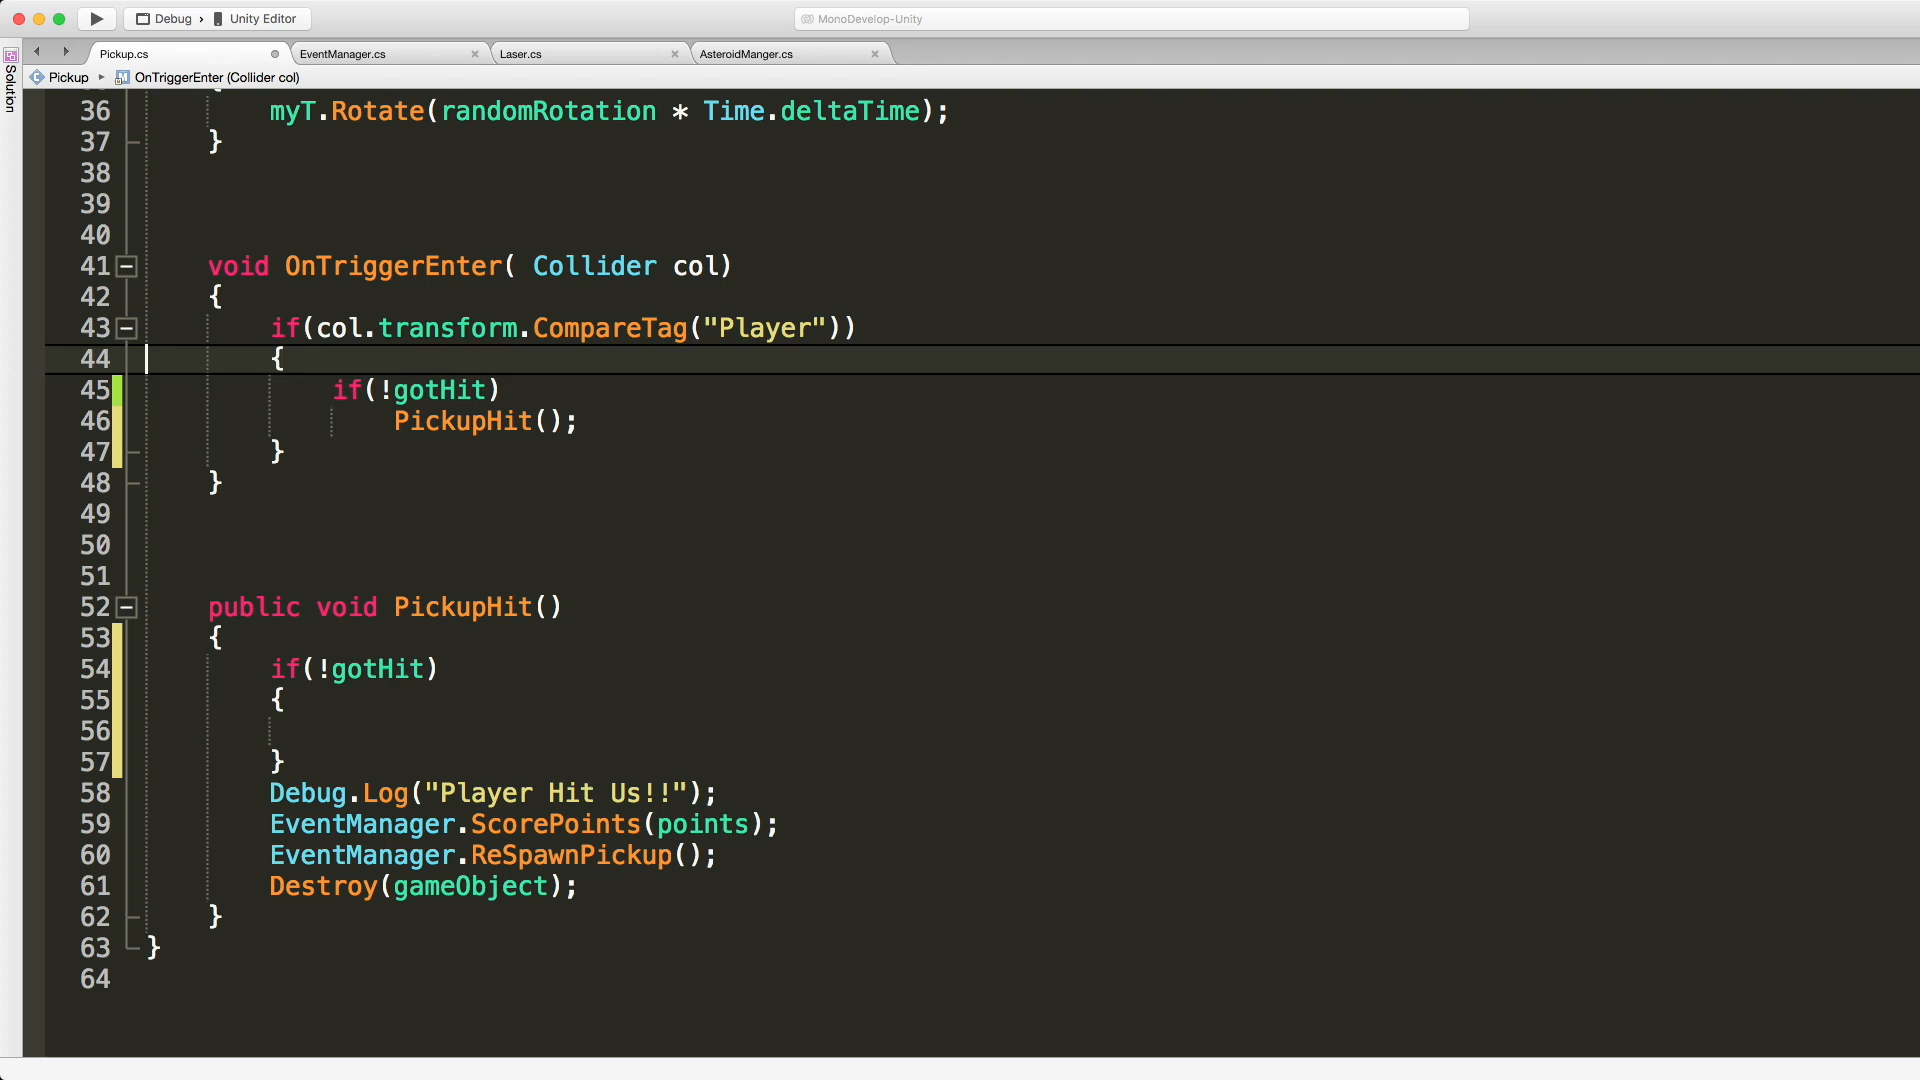 Debug › Unity Editor
MonoDevelop-Unity
Pickup.cs
EventManager.cs
Laser.cs
AsteroidManger.cs
Solution
Pickup ▸ OnTriggerEnter (Collider col)
36 myT.Rotate(randomRotation * Time.deltaTime);
37 }
38
39
40
41 void OnTriggerEnter( Collider col)
42 {
43 if(col.transform.CompareTag("Player"))
44 {
45 if(!gotHit)
46 PickupHit();
47 }
48 }
49
50
51
52 public void PickupHit()
53 {
54 if(!gotHit)
55 {
56
57 }
58 Debug.Log("Player Hit Us!!");
59 EventManager.ScorePoints(points);
60 EventManager.ReSpawnPickup();
61 Destroy(gameObject);
62 }
63 }
64